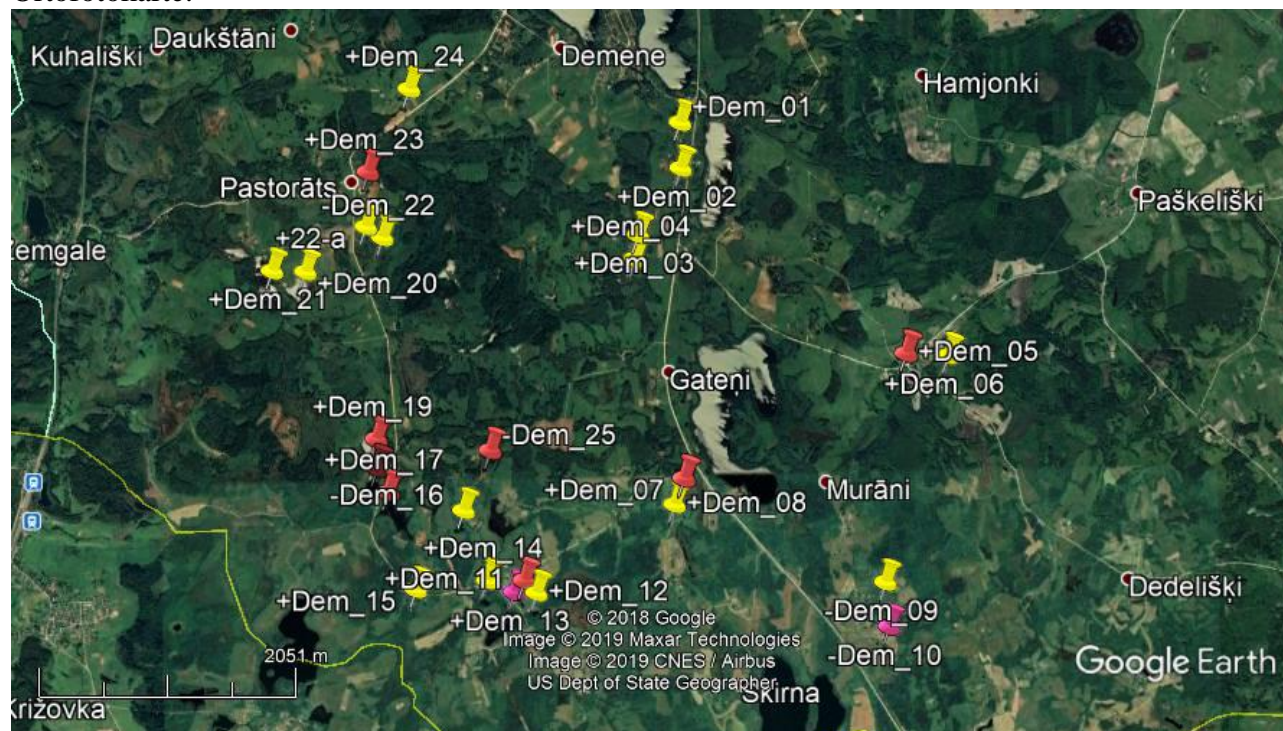 Daukštāni
Kuhališki
+Dem_24
Demene
Hamjonki
+Dem_01
+Dem_23
Pastorāts
-Dem_22
+Dem_02
Paškeliški
+Dem_04
+22-a
+Dem_03
+Dem_20
+Dem_21
+Dem_05
+Dem_06
Gateņi
+Dem_19
-Dem_25
+Dem_17
-Dem_16
+Dem_07
+Dem_08
Murāni
+Dem_14
+Dem_11
+Dem_12
+Dem_15
+Dem_13
Dedelišķi
-Dem_09
-Dem_10
© 2018 Google
Image © 2019 Maxar Technologies
Image © 2019 CNES / Airbus
US Dept of State Geographer
2051 m
Google Earth
Skirna